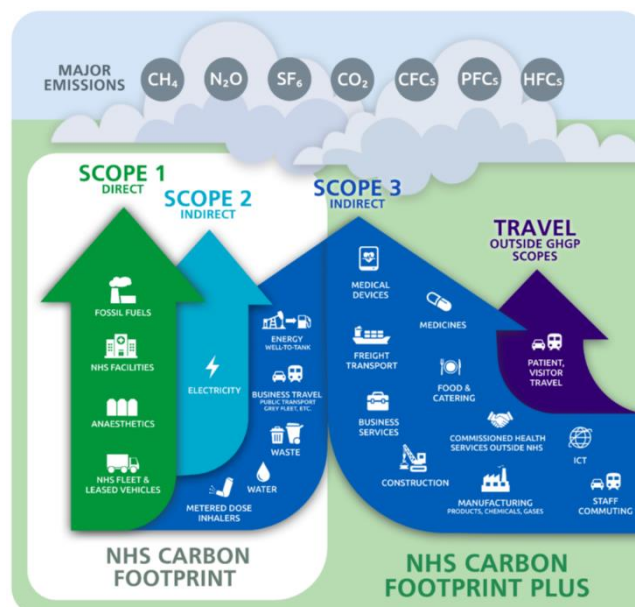 MAJOR
EMISSIONS
CH₄
N₂O
SF₆
CO₂
CFCs
PFCs
HFCs
SCOPE 1
DIRECT
SCOPE 2
INDIRECT
SCOPE 3
INDIRECT
TRAVEL
OUTSIDE GHGP
SCOPES
FOSSIL FUELS
NHS FACILITIES
ANAESTHETICS
NHS FLEET &
LEASED VEHICLES
ELECTRICITY
ENERGY
WELL-TO-TANK
BUSINESS TRAVEL
PUBLIC TRANSPORT
GREY FLEET, ETC.
WASTE
WATER
METERED DOSE
INHALERS
MEDICAL
DEVICES
MEDICINES
FREIGHT
TRANSPORT
FOOD &
CATERING
BUSINESS
SERVICES
COMMISSIONED HEALTH
SERVICES OUTSIDE NHS
CONSTRUCTION
MANUFACTURING
PRODUCTS, CHEMICALS, GASES
ICT
STAFF
COMMUTING
PATIENT,
VISITOR
TRAVEL
NHS CARBON
FOOTPRINT
NHS CARBON
FOOTPRINT PLUS